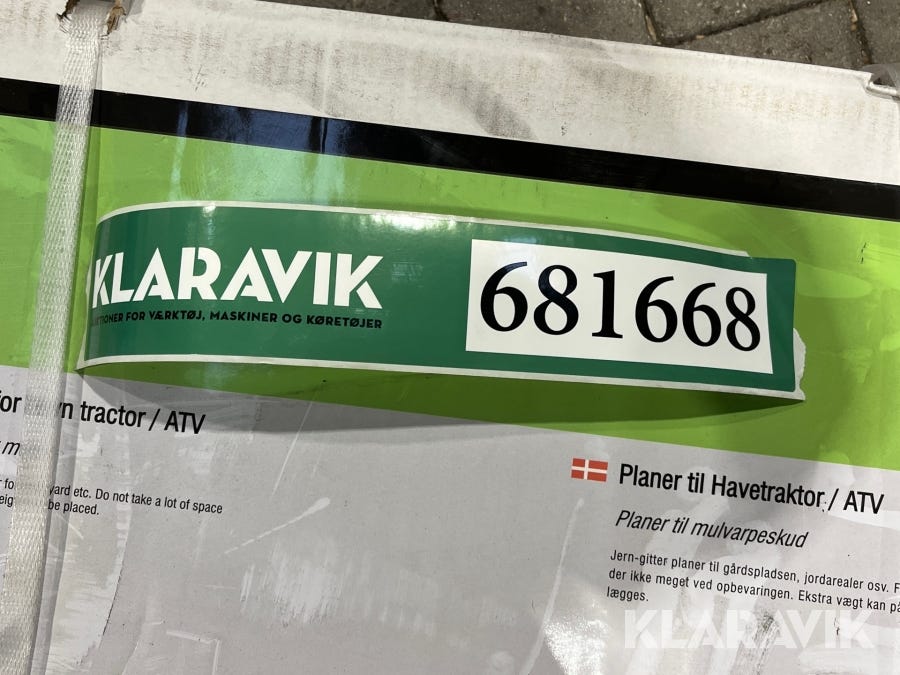 KLARAVIK
FOR VÆRKTØJ, MASKINER OG KØRETØJER
681668
tractor / ATV
yard etc. Do not take a lot of space
be placed.
Planer til Havetraktor / ATV
Planer til mulvarpeskud
Jern-gitter planer til gårdspladsen, jordarealer osv. F
der ikke meget ved opbevaringen. Ekstra vægt kan på
lægges.
KLARAVIK